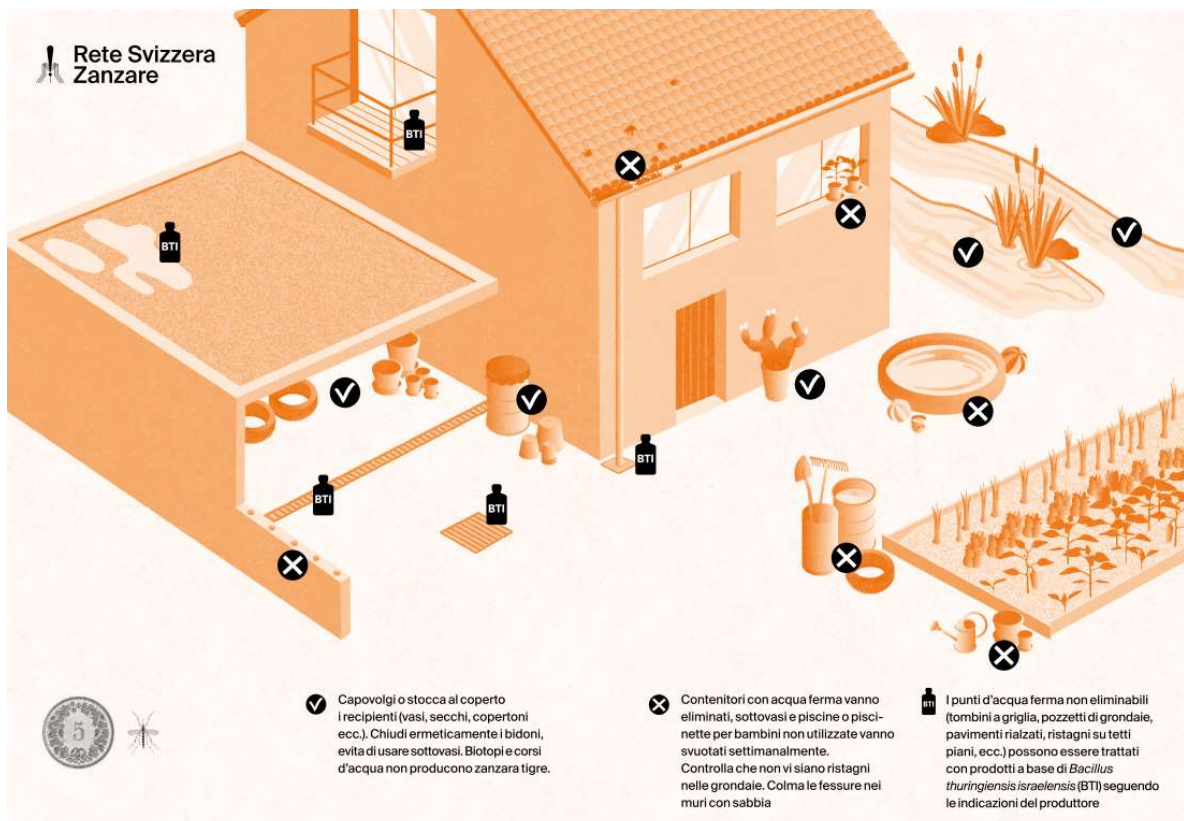 Rete Svizzera
Zanzare
BTI
BTI
BTI
BTI
BTI
5
Capovolgi o stocca al coperto
i recipienti (vasi, secchi, copertoni
ecc.). Chiudi ermeticamente i bidoni,
evita di usare sottovasi. Biotopi e corsi
d'acqua non producono zanzara tigre.
Contenitori con acqua ferma vanno
eliminati, sottovasi e piscine o pisci-
nette per bambini non utilizzate vanno
svuotati settimanalmente.
Controlla che non vi siano ristagni
nelle grondaie. Colma le fessure nei
muri con sabbia
BTI
I punti d'acqua ferma non eliminabili
(tombini a griglia, pozzetti di grondaie,
pavimenti rialzati, ristagni su tetti
piani, ecc.) possono essere trattati
con prodotti a base di Bacillus
thuringiensis israelensis (BTI) seguendo
le indicazioni del produttore